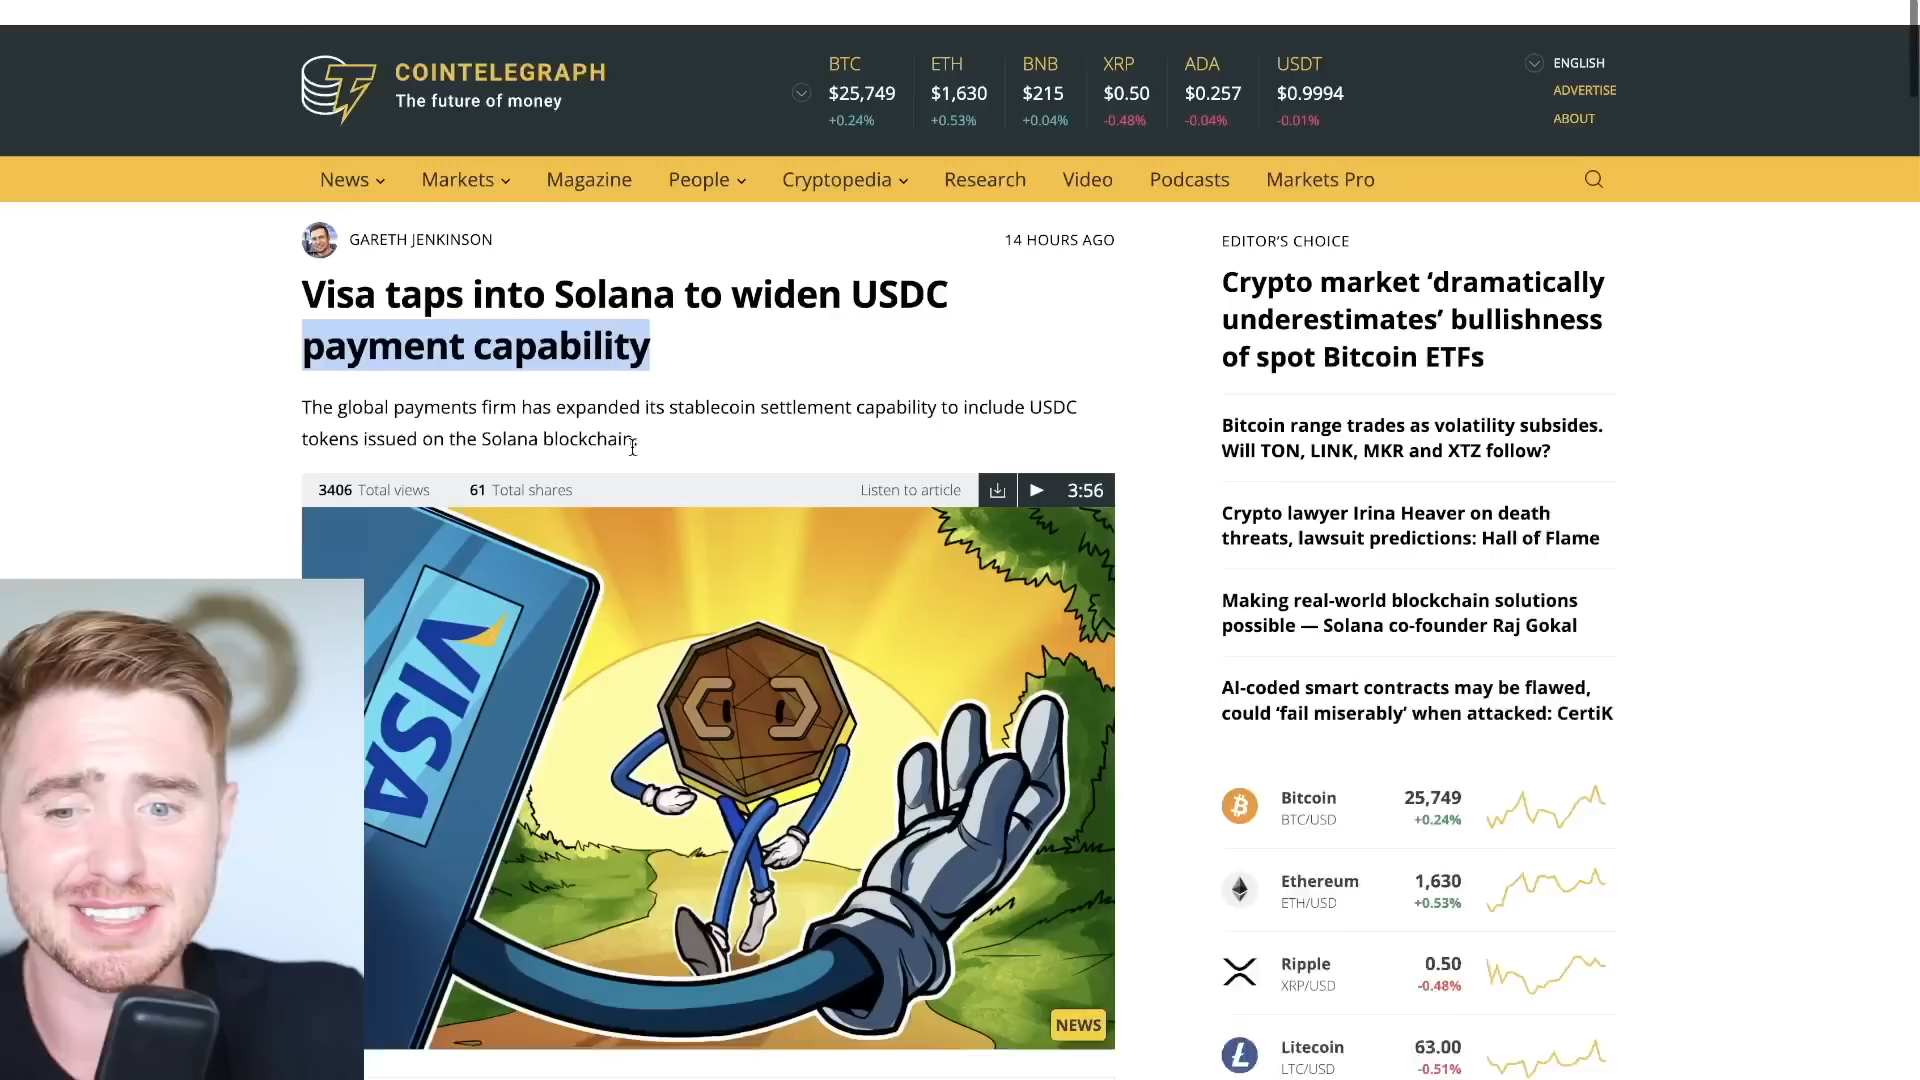 COINTELEGRAPH
The future of money
BTC
$25,749
+0.24%
ETH
$1,630
+0.53%
BNB
$215
+0.04%
XRP
$0.50
-0.48%
ADA
$0.257
-0.04%
USDT
$0.9994
-0.01%
ENGLISH
ADVERTISE
ABOUT
News
Markets
Magazine
People
Cryptopedia
Research
Video
Podcasts
Markets Pro
GARETH JENKINSON
14 HOURS AGO
Visa taps into Solana to widen USDC
payment capability
The global payments firm has expanded its stablecoin settlement capability to include USDC
tokens issued on the Solana blockchain.
3406 Total views
61 Total shares
Listen to article
3:56
VISA
NEWS
EDITOR'S CHOICE
Crypto market ‘dramatically
underestimates’ bullishness
of spot Bitcoin ETFs
Bitcoin range trades as volatility subsides.
Will TON, LINK, MKR and XTZ follow?
Crypto lawyer Irina Heaver on death
threats, lawsuit predictions: Hall of Flame
Making real-world blockchain solutions
possible — Solana co-founder Raj Gokal
AI-coded smart contracts may be flawed,
could ‘fail miserably’ when attacked: CertiK
Bitcoin
25,749
BTC/USD
+0.24%
Ethereum
1,630
ETH/USD
+0.53%
Ripple
0.50
XRP/USD
-0.48%
Litecoin
63.00
LTC/USD
-0.51%